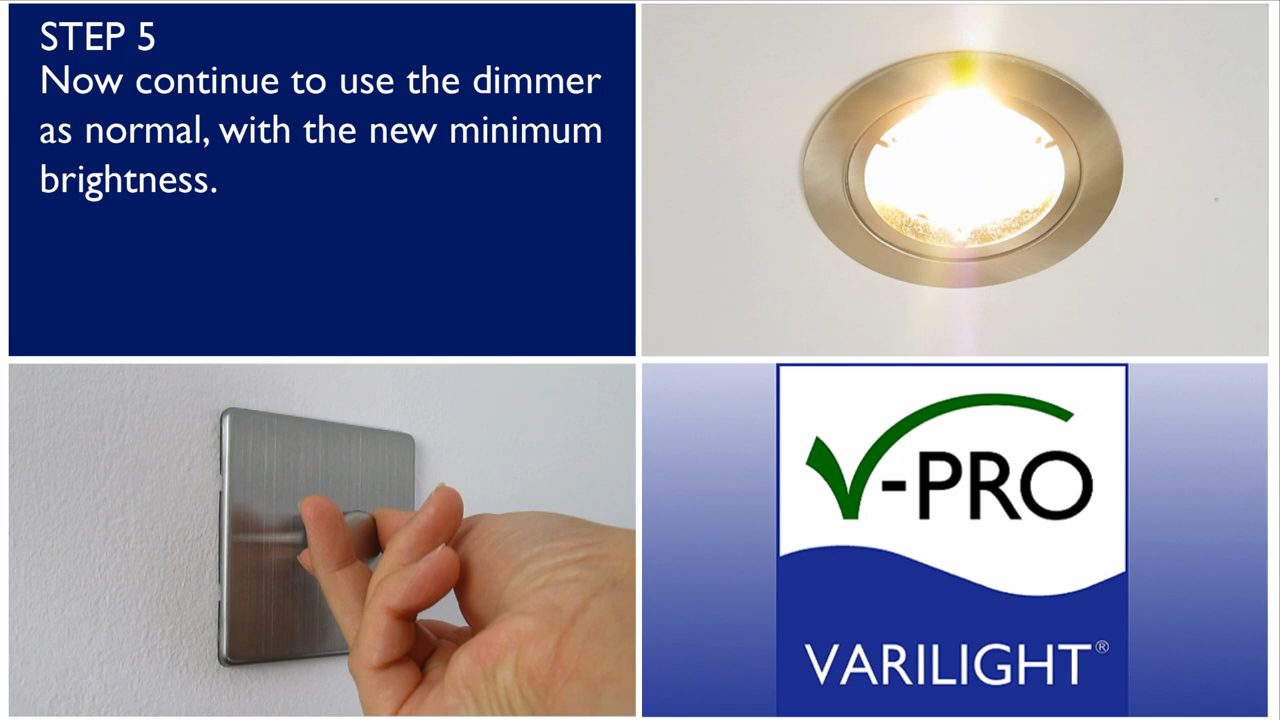 STEP 5
Now continue to use the dimmer
as normal, with the new minimum
brightness.
V-PRO
VARILIGHT®